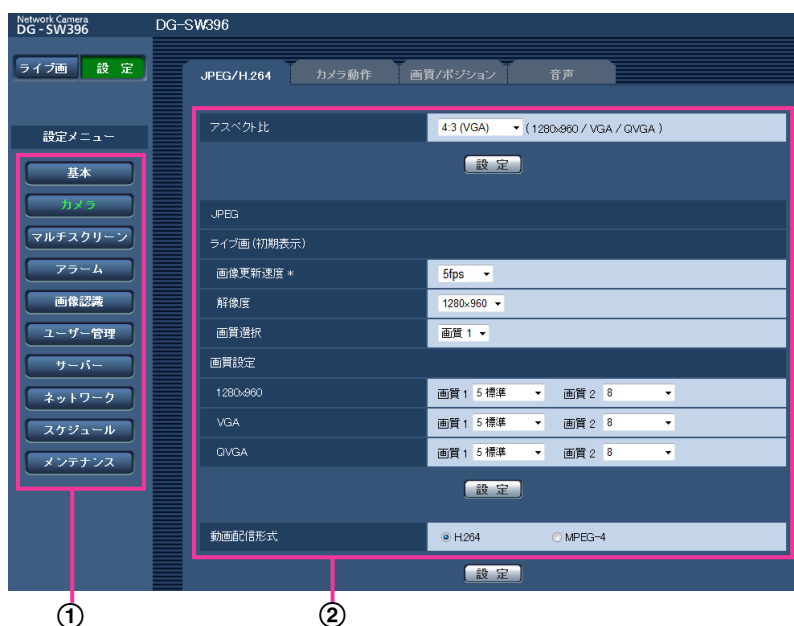 Network Camera
DG-SW396
DG-SW396
ライブ画 設 定
設定メニュー
基本
カメラ
マルチスクリーン
アラーム
画像認識
ユーザー管理
サーバー
ネットワーク
スケジュール
メンテナンス
JPEG/H.264 カメラ動作 画質/ポジション 音声
アスペクト比 4:3 (VGA) (1280x960 / VGA / QVGA )
設 定
JPEG
ライブ画(初期表示)
画像更新速度 * 5fps
解像度 1280x960
画質選択 画質 1
画質設定
1280x960 画質 1 5 標準 画質 2 8
VGA 画質 1 5 標準 画質 2 8
QVGA 画質 1 5 標準 画質 2 8
設 定
動画配信形式 H.264 MPEG-4
設 定
① ②